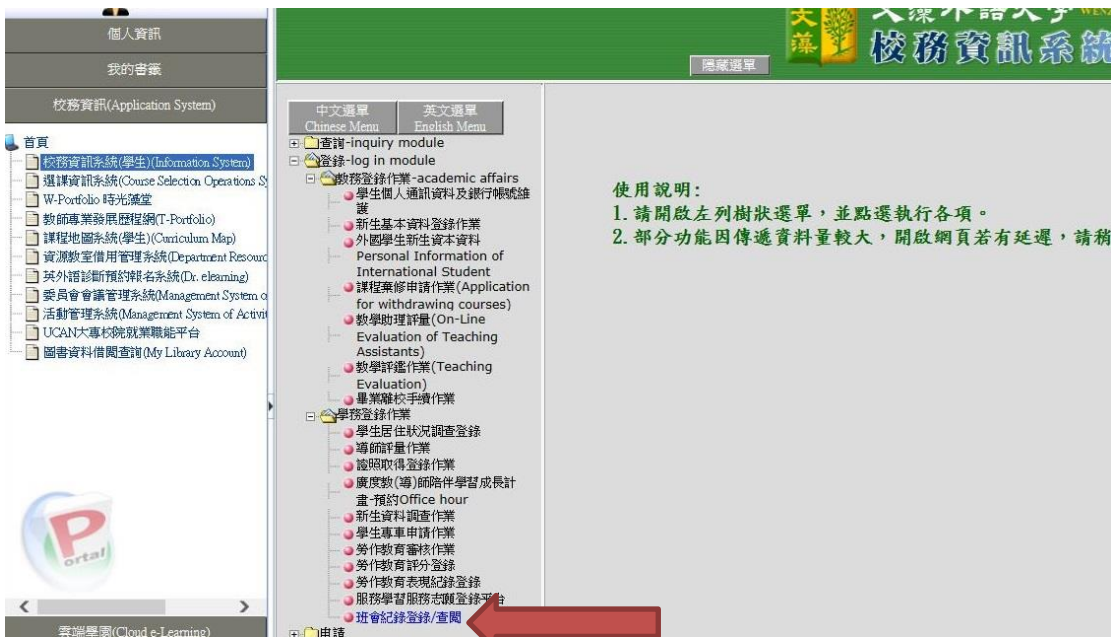 個人資訊
我的書籤
校務資訊(Application System)
首頁
校務資訊系統(學生)(Information System)
選課資訊系統(Course Selection Operations S
W-Portfolio 時光藻堂
教師專業發展歷程網(T-Portfolio)
課程地圖系統(學生)(Curriculum Map)
資源教室借用管理系統(Department Resourc
英外語診斷預約報名系統(Dr. elearning)
委員會會議管理系統(Management System o
活動管理系統(Management System of Activit
UCAN大專校院就業職能平台
圖書資料借閱查詢(My Library Account)
Portal
雲端學園(Cloud e-Learning)
文藻
文藻外語大學
校務資訊系統
隱藏選單
中文選單
Chinese Menu
英文選單
English Menu
查詢-inquiry module
登錄-log in module
教務登錄作業-academic affairs
學生個人通訊資料及銀行帳號維
護
新生基本資料登錄作業
外國學生新生資本資料
Personal Information of
International Student
課程棄修申請作業(Application
for withdrawing courses)
教學助理評量(On-Line
Evaluation of Teaching
Assistants)
教學評鑑作業(Teaching
Evaluation)
畢業離校手續作業
學務登錄作業
學生居住狀況調查登錄
導師評量作業
證照取得登錄作業
廣度教(導)師陪伴學習成長計
畫-預約Office hour
新生資料調查作業
學生專車申請作業
勞作教育審核作業
勞作教育評分登錄
勞作教育表現紀錄登錄
服務學習服務志願登錄平台
班會紀錄登錄/查閱
申請
使用說明:
1. 請開啟左列樹狀選單，並點選執行各項。
2. 部分功能因傳遞資料量較大，開啟網頁若有延遲，請稍